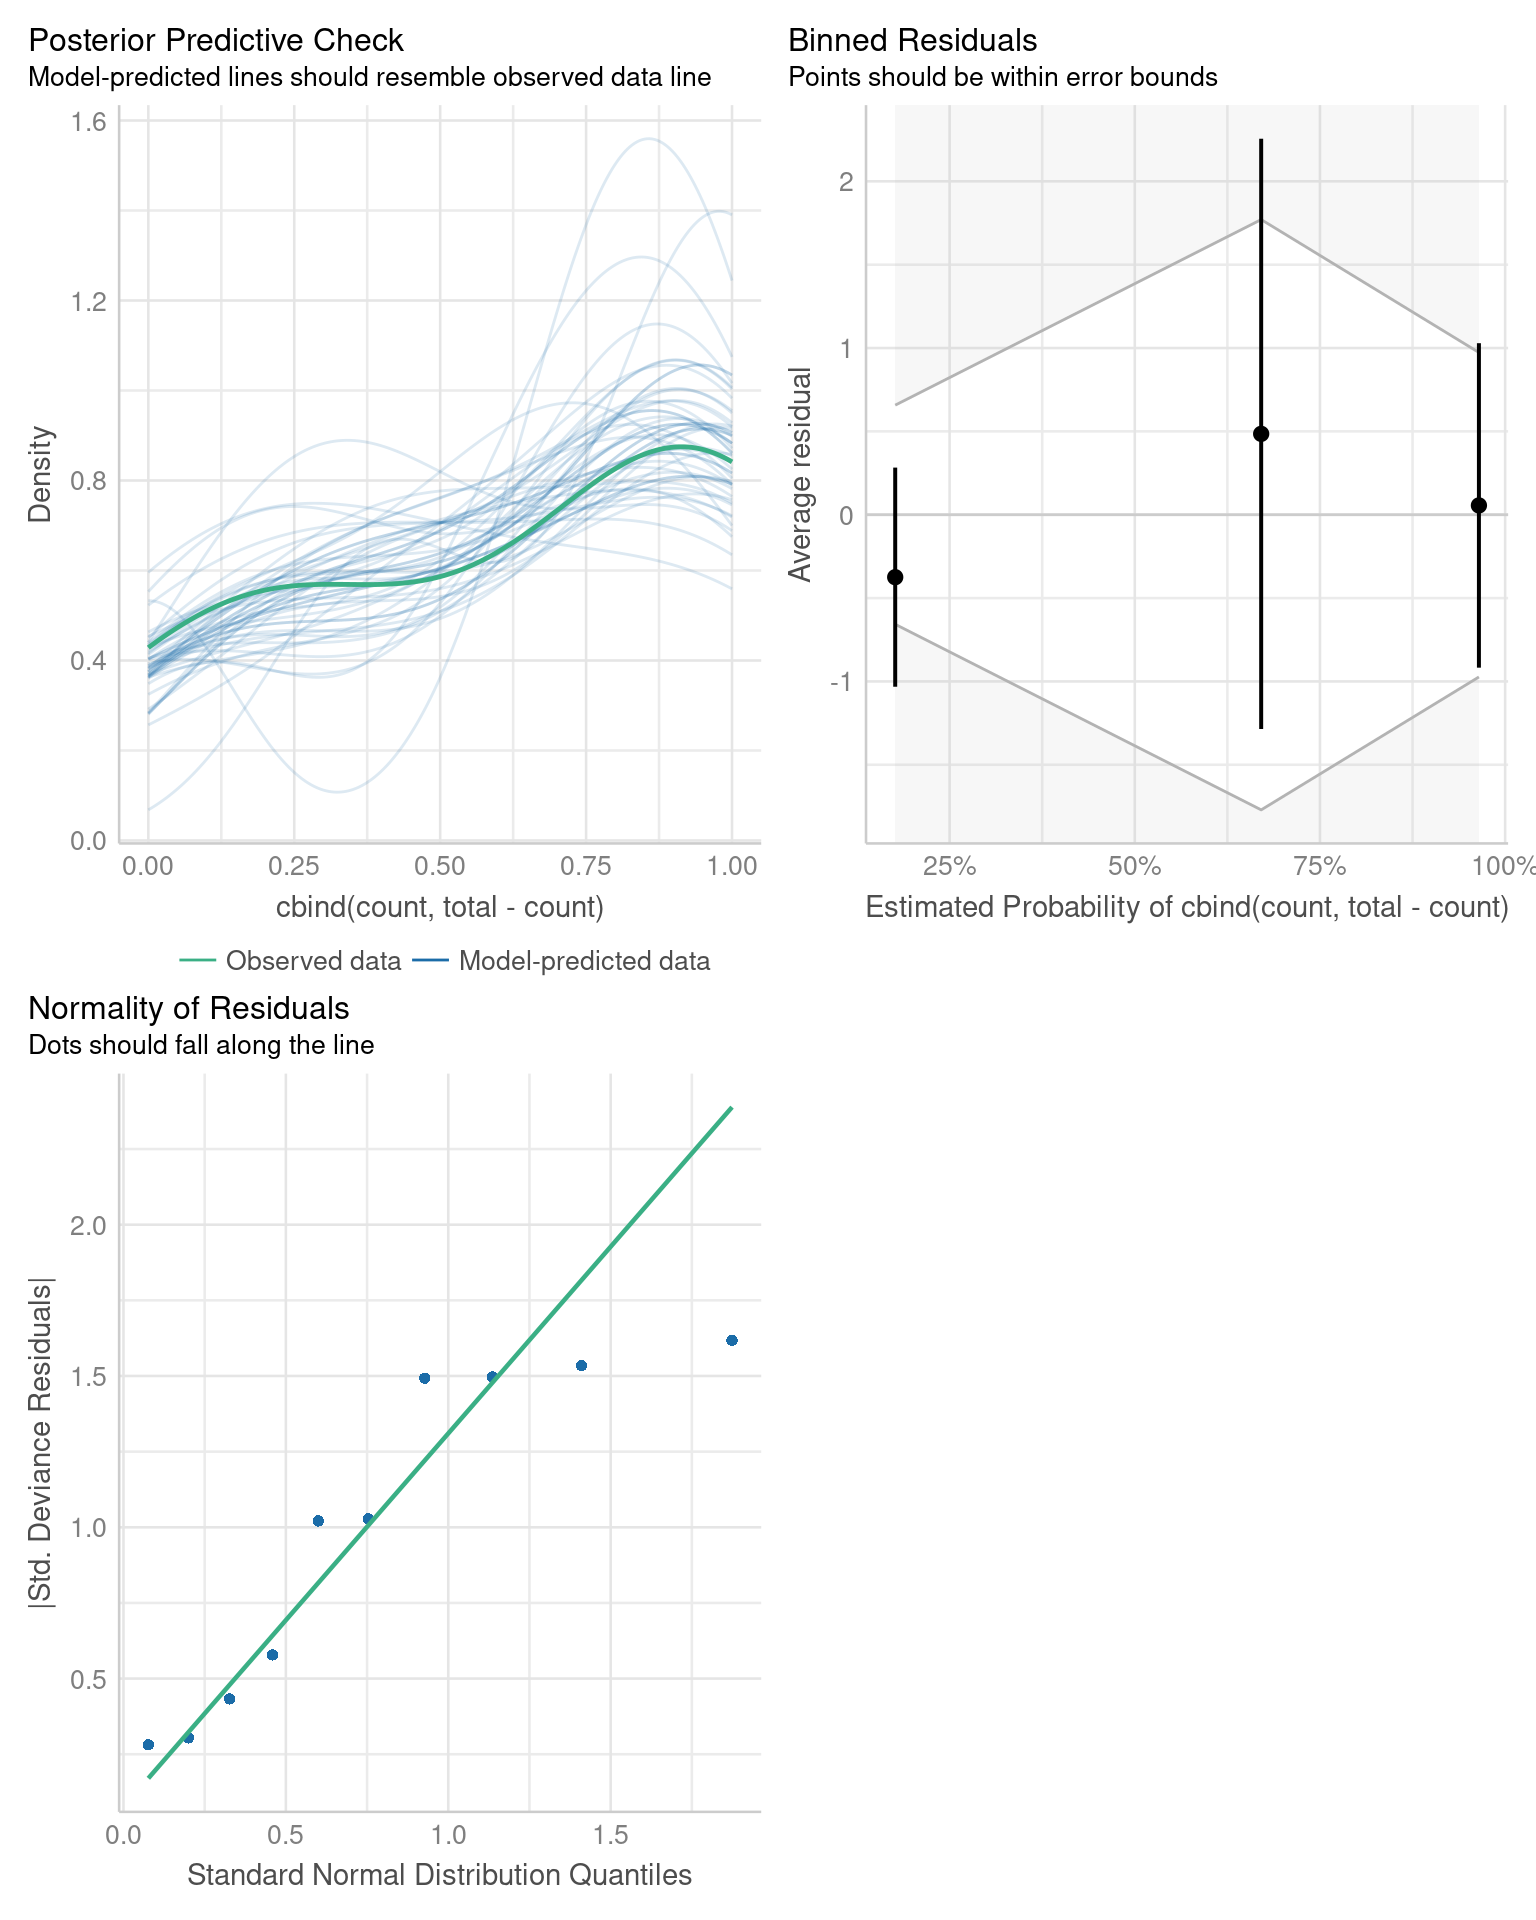 Posterior Predictive Check
Model-predicted lines should resemble observed data line
1.6
1.2
0.8
0.4
0.0
Density
0.00 0.25 0.50 0.75 1.00
cbind(count, total - count)
Observed data Model-predicted data
Binned Residuals
Points should be within error bounds
2
1
0
-1
Average residual
25% 50% 75% 100%
Estimated Probability of cbind(count, total - count)
Normality of Residuals
Dots should fall along the line
2.0
1.5
1.0
0.5
|Std. Deviance Residuals|
0.0 0.5 1.0 1.5
Standard Normal Distribution Quantiles